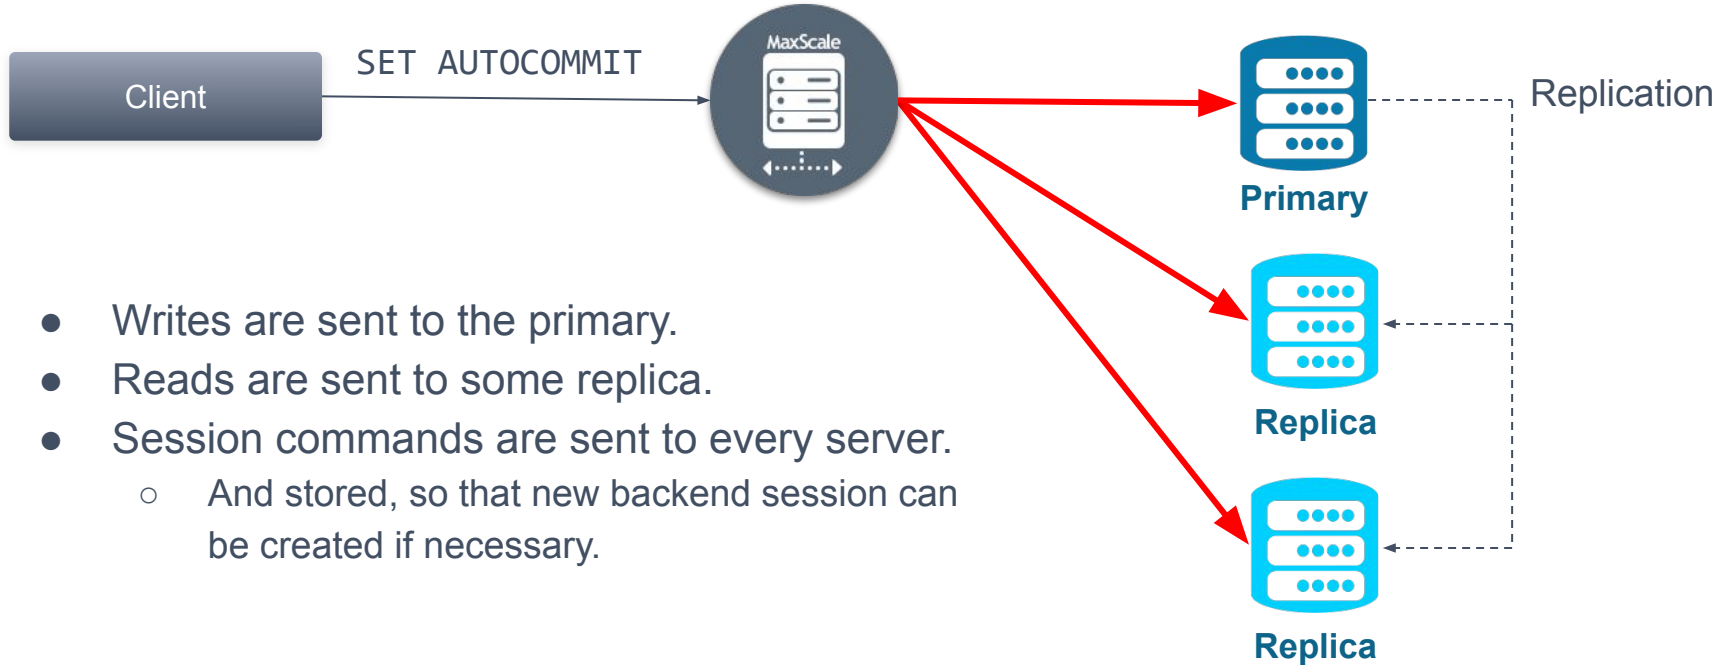 Client
SET AUTOCOMMIT
MaxScale
Replication
Primary
● Writes are sent to the primary.
● Reads are sent to some replica.
● Session commands are sent to every server.
○ And stored, so that new backend session can
be created if necessary.
Replica
Replica